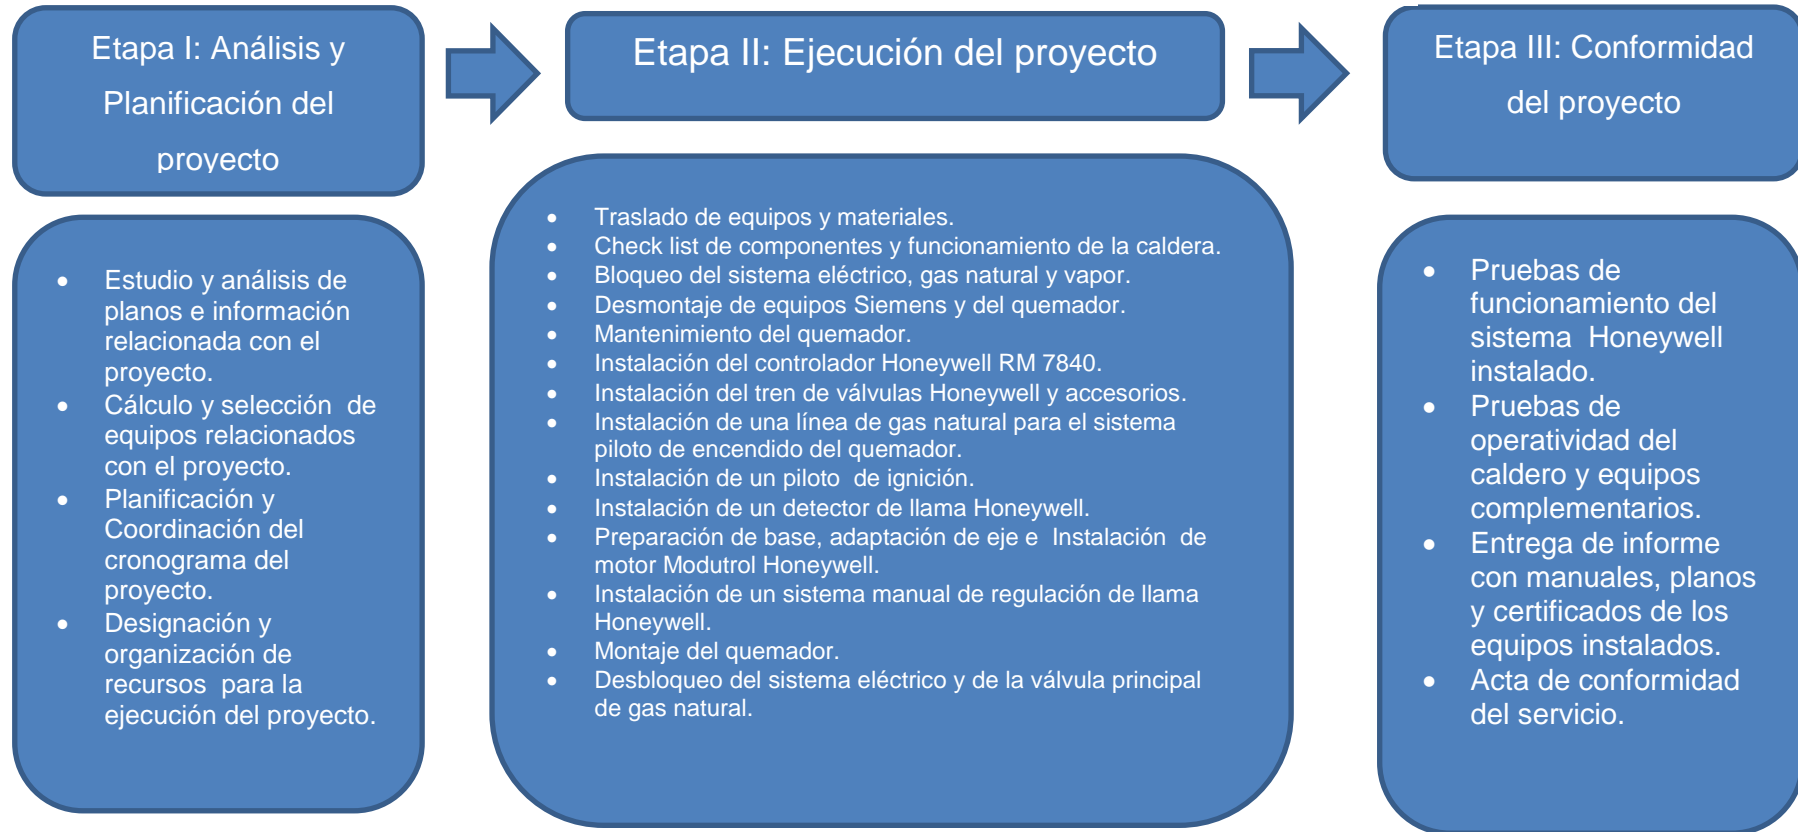 Etapa I: Análisis y
Planificación del
proyecto
Etapa II: Ejecución del proyecto
Etapa III: Conformidad
del proyecto
• Estudio y análisis de
planos e información
relacionada con el
proyecto.
• Cálculo y selección  de
equipos relacionados
con el proyecto.
• Planificación y
Coordinación del
cronograma del
proyecto.
• Designación y
organización de
recursos  para la
ejecución del proyecto.
• Traslado de equipos y materiales.
• Check list de componentes y funcionamiento de la caldera.
• Bloqueo del sistema eléctrico, gas natural y vapor.
• Desmontaje de equipos Siemens y del quemador.
• Mantenimiento del quemador.
• Instalación del controlador Honeywell RM 7840.
• Instalación del tren de válvulas Honeywell y accesorios.
• Instalación de una línea de gas natural para el sistema
piloto de encendido del quemador.
• Instalación de un piloto  de ignición.
• Instalación de un detector de llama Honeywell.
• Preparación de base, adaptación de eje e  Instalación  de
motor Modutrol Honeywell.
• Instalación de un sistema manual de regulación de llama
Honeywell.
• Montaje del quemador.
• Desbloqueo del sistema eléctrico y de la válvula principal
de gas natural.
• Pruebas de
funcionamiento del
sistema  Honeywell
instalado.
• Pruebas de
operatividad del
caldero y equipos
complementarios.
• Entrega de informe
con manuales, planos
y certificados de los
equipos instalados.
• Acta de conformidad
del servicio.